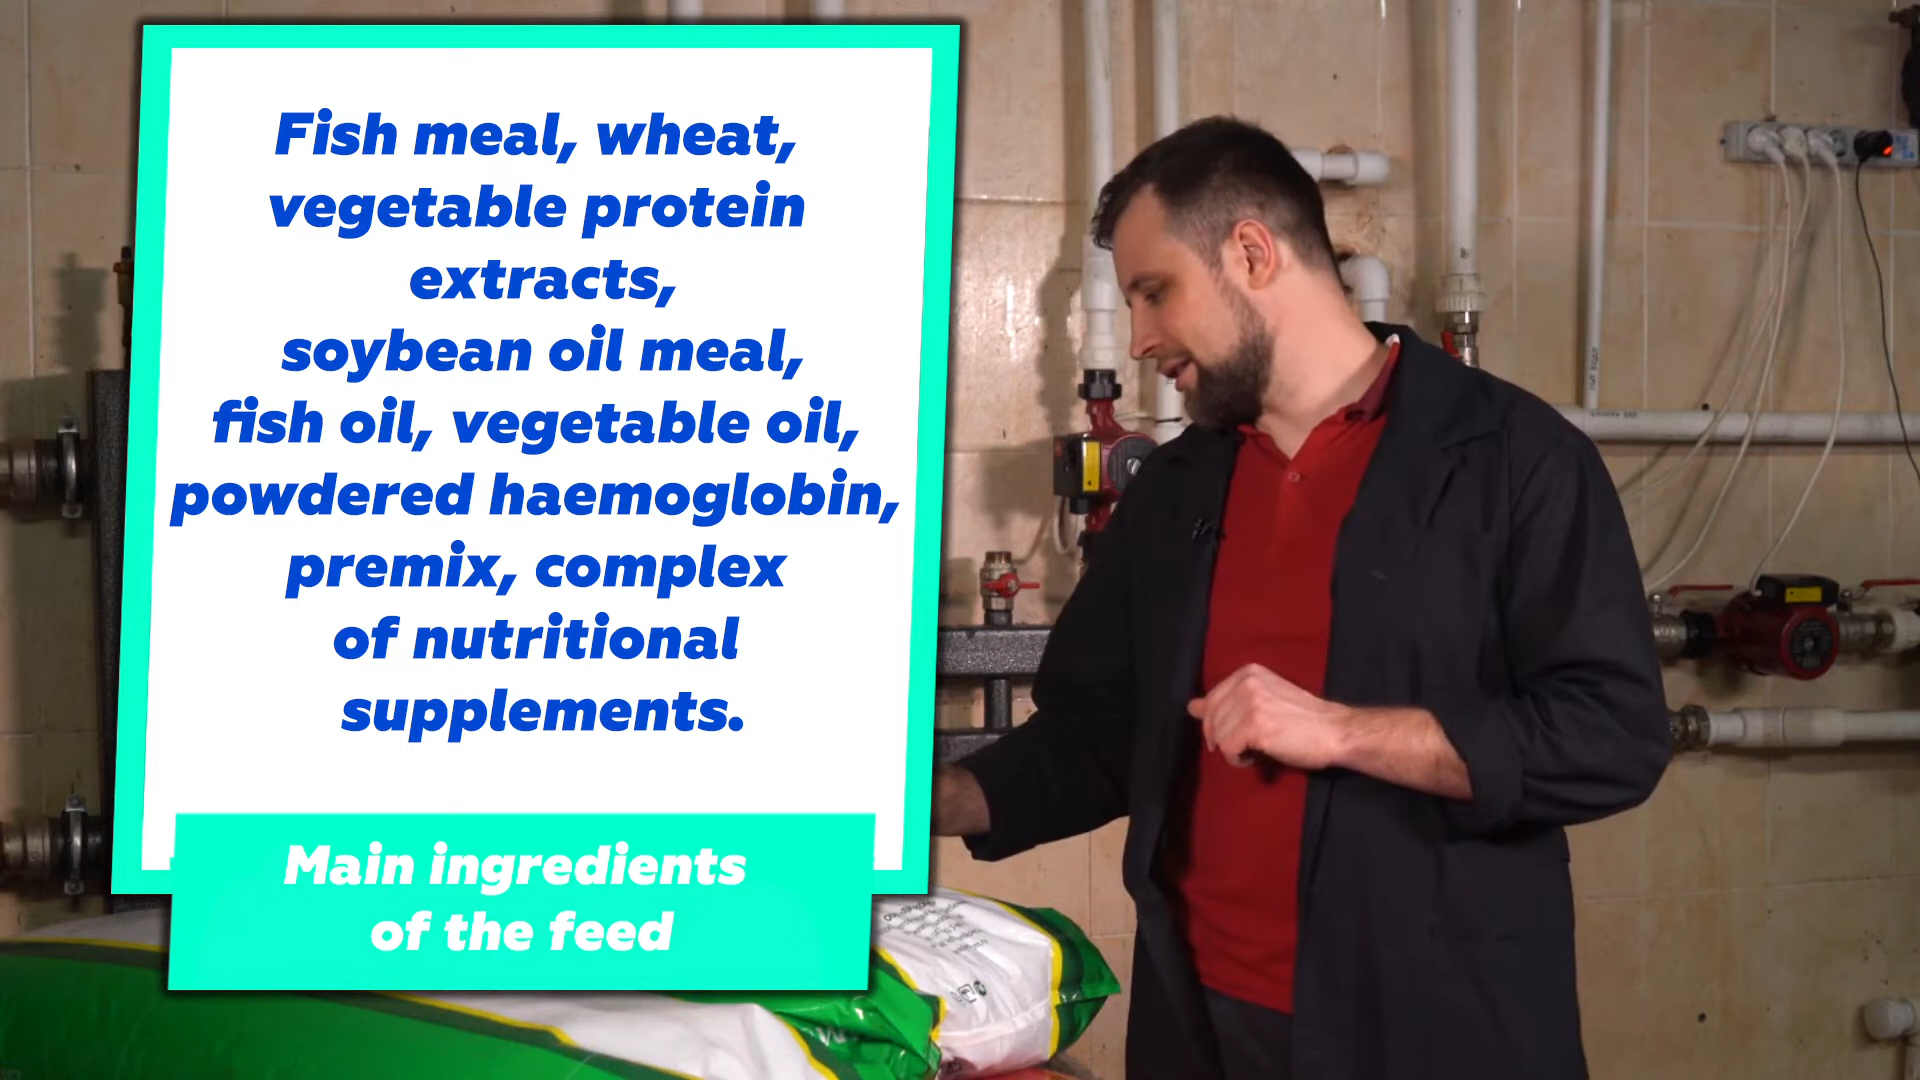 Fish meal, wheat,
vegetable protein
extracts,
soybean oil meal,
fish oil, vegetable oil,
powdered haemoglobin,
premix, complex
of nutritional
supplements.
Main ingredients
of the feed